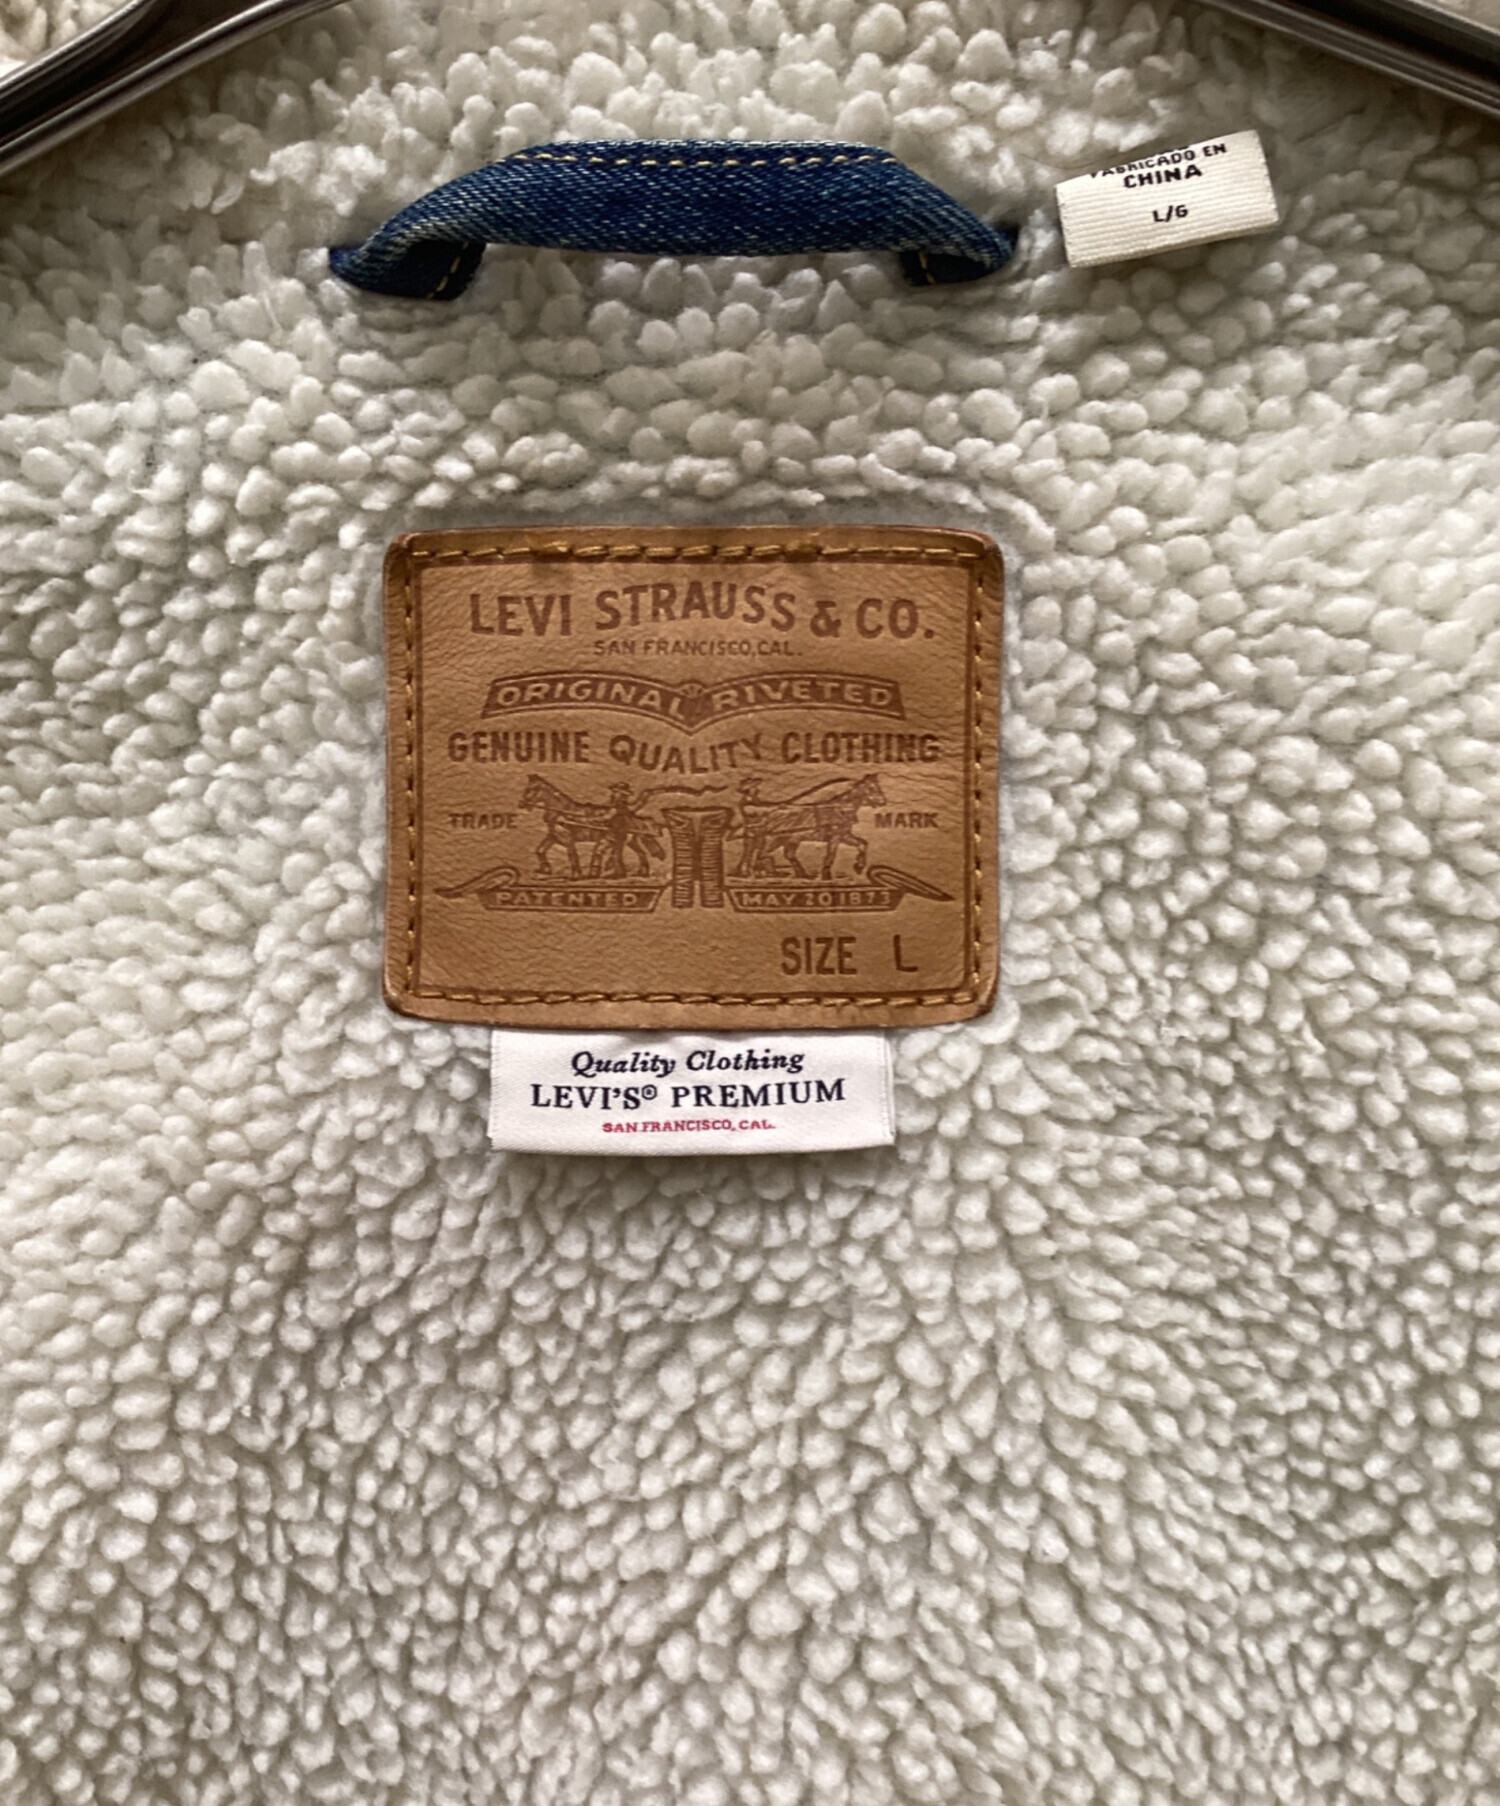 FABRICADO EN
CHINA
L/G
LEVI STRAUSS & CO.
SAN FRANCISCO, CAL.
ORIGINAL RIVETED
GENUINE QUALITY CLOTHING
TRADE MARK
PATENTED MAY 20 1873
SIZE L
Quality Clothing
LEVI'S® PREMIUM
SAN FRANCISCO, CAL.